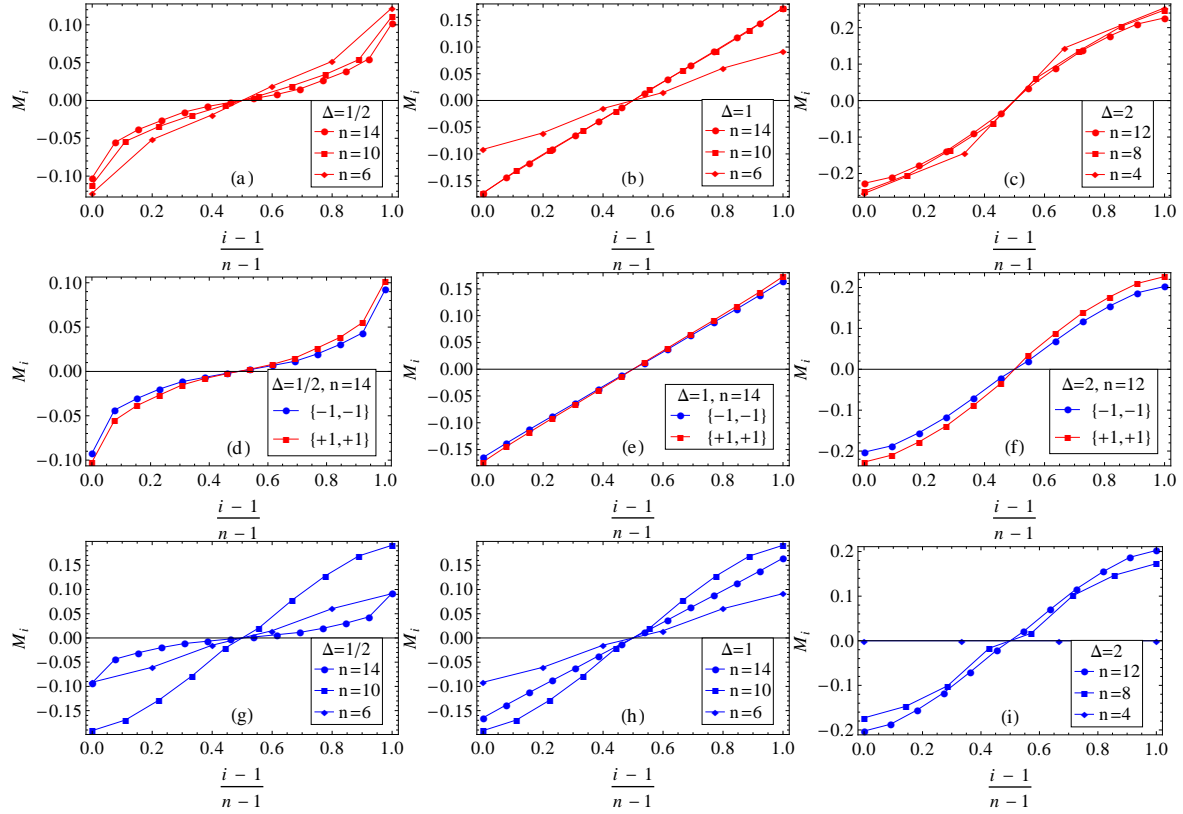 0.10
0.05
0.00
−0.05
−0.10
M_i
Δ=1/2
n=14
n=10
n=6
(a)
0.0 0.2 0.4 0.6 0.8 1.0
i − 1
n − 1
0.15
0.10
0.05
0.00
−0.05
−0.10
−0.15
M_i
Δ=1
n=14
n=10
n=6
(b)
0.0 0.2 0.4 0.6 0.8 1.0
i − 1
n − 1
0.2
0.1
0.0
−0.1
−0.2
M_i
Δ=2
n=12
n=8
n=4
(c)
0.0 0.2 0.4 0.6 0.8 1.0
i − 1
n − 1
0.10
0.05
0.00
−0.05
−0.10
M_i
Δ=1/2, n=14
{−1,−1}
{+1,+1}
(d)
0.0 0.2 0.4 0.6 0.8 1.0
i − 1
n − 1
0.15
0.10
0.05
0.00
−0.05
−0.10
−0.15
M_i
Δ=1, n=14
{−1,−1}
{+1,+1}
(e)
0.0 0.2 0.4 0.6 0.8 1.0
i − 1
n − 1
0.2
0.1
0.0
−0.1
−0.2
M_i
Δ=2, n=12
{−1,−1}
{+1,+1}
(f)
0.0 0.2 0.4 0.6 0.8 1.0
i − 1
n − 1
0.15
0.10
0.05
0.00
−0.05
−0.10
−0.15
M_i
Δ=1/2
n=14
n=10
n=6
(g)
0.0 0.2 0.4 0.6 0.8 1.0
i − 1
n − 1
0.15
0.10
0.05
0.00
−0.05
−0.10
−0.15
M_i
Δ=1
n=14
n=10
n=6
(h)
0.0 0.2 0.4 0.6 0.8 1.0
i − 1
n − 1
0.2
0.1
0.0
−0.1
−0.2
M_i
Δ=2
n=12
n=8
n=4
(i)
0.0 0.2 0.4 0.6 0.8 1.0
i − 1
n − 1